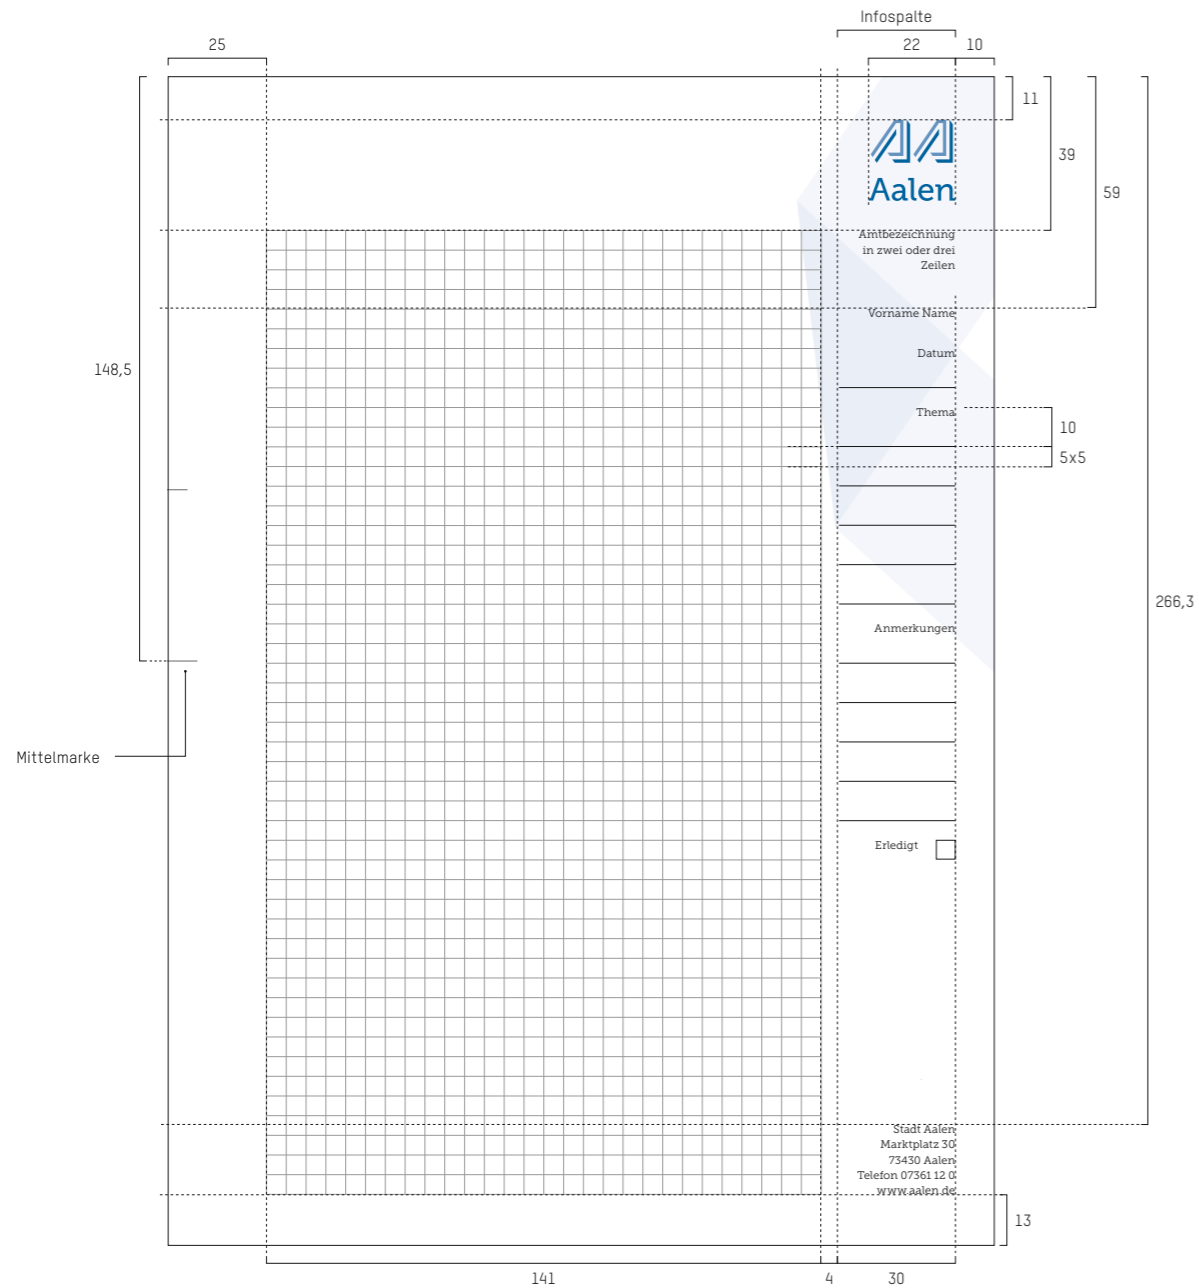 Infospalte
25
22
10
11
39
59
Aalen
Amtbezeichnung
in zwei oder drei
Zeilen
Vorname Name
Datum
148,5
Thema
10
5x5
266,3
Anmerkungen
Mittelmarke
Erledigt
Stadt Aalen
Marktplatz 30
73430 Aalen
Telefon 07361 12 0
www.aalen.de
13
141
4
30